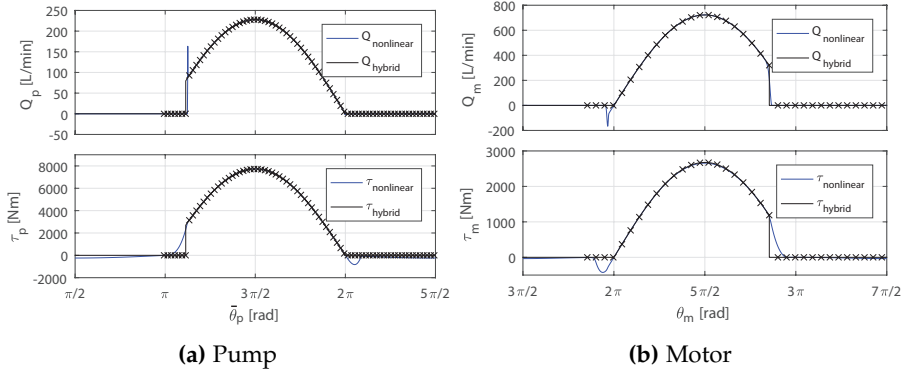 250
200
150
100
50
0
-50
Q_p [L/min]
Q_nonlinear
Q_hybrid
8000
6000
4000
2000
0
-2000
τ_p [Nm]
τ_nonlinear
τ_hybrid
π/2 π 3π/2 2π 5π/2
θ̄_p [rad]
(a) Pump
800
600
400
200
0
-200
Q_m [L/min]
Q_nonlinear
Q_hybrid
3000
2000
1000
0
τ_m [Nm]
τ_nonlinear
τ_hybrid
3π/2 2π 5π/2 3π 7π/2
θ_m [rad]
(b) Motor